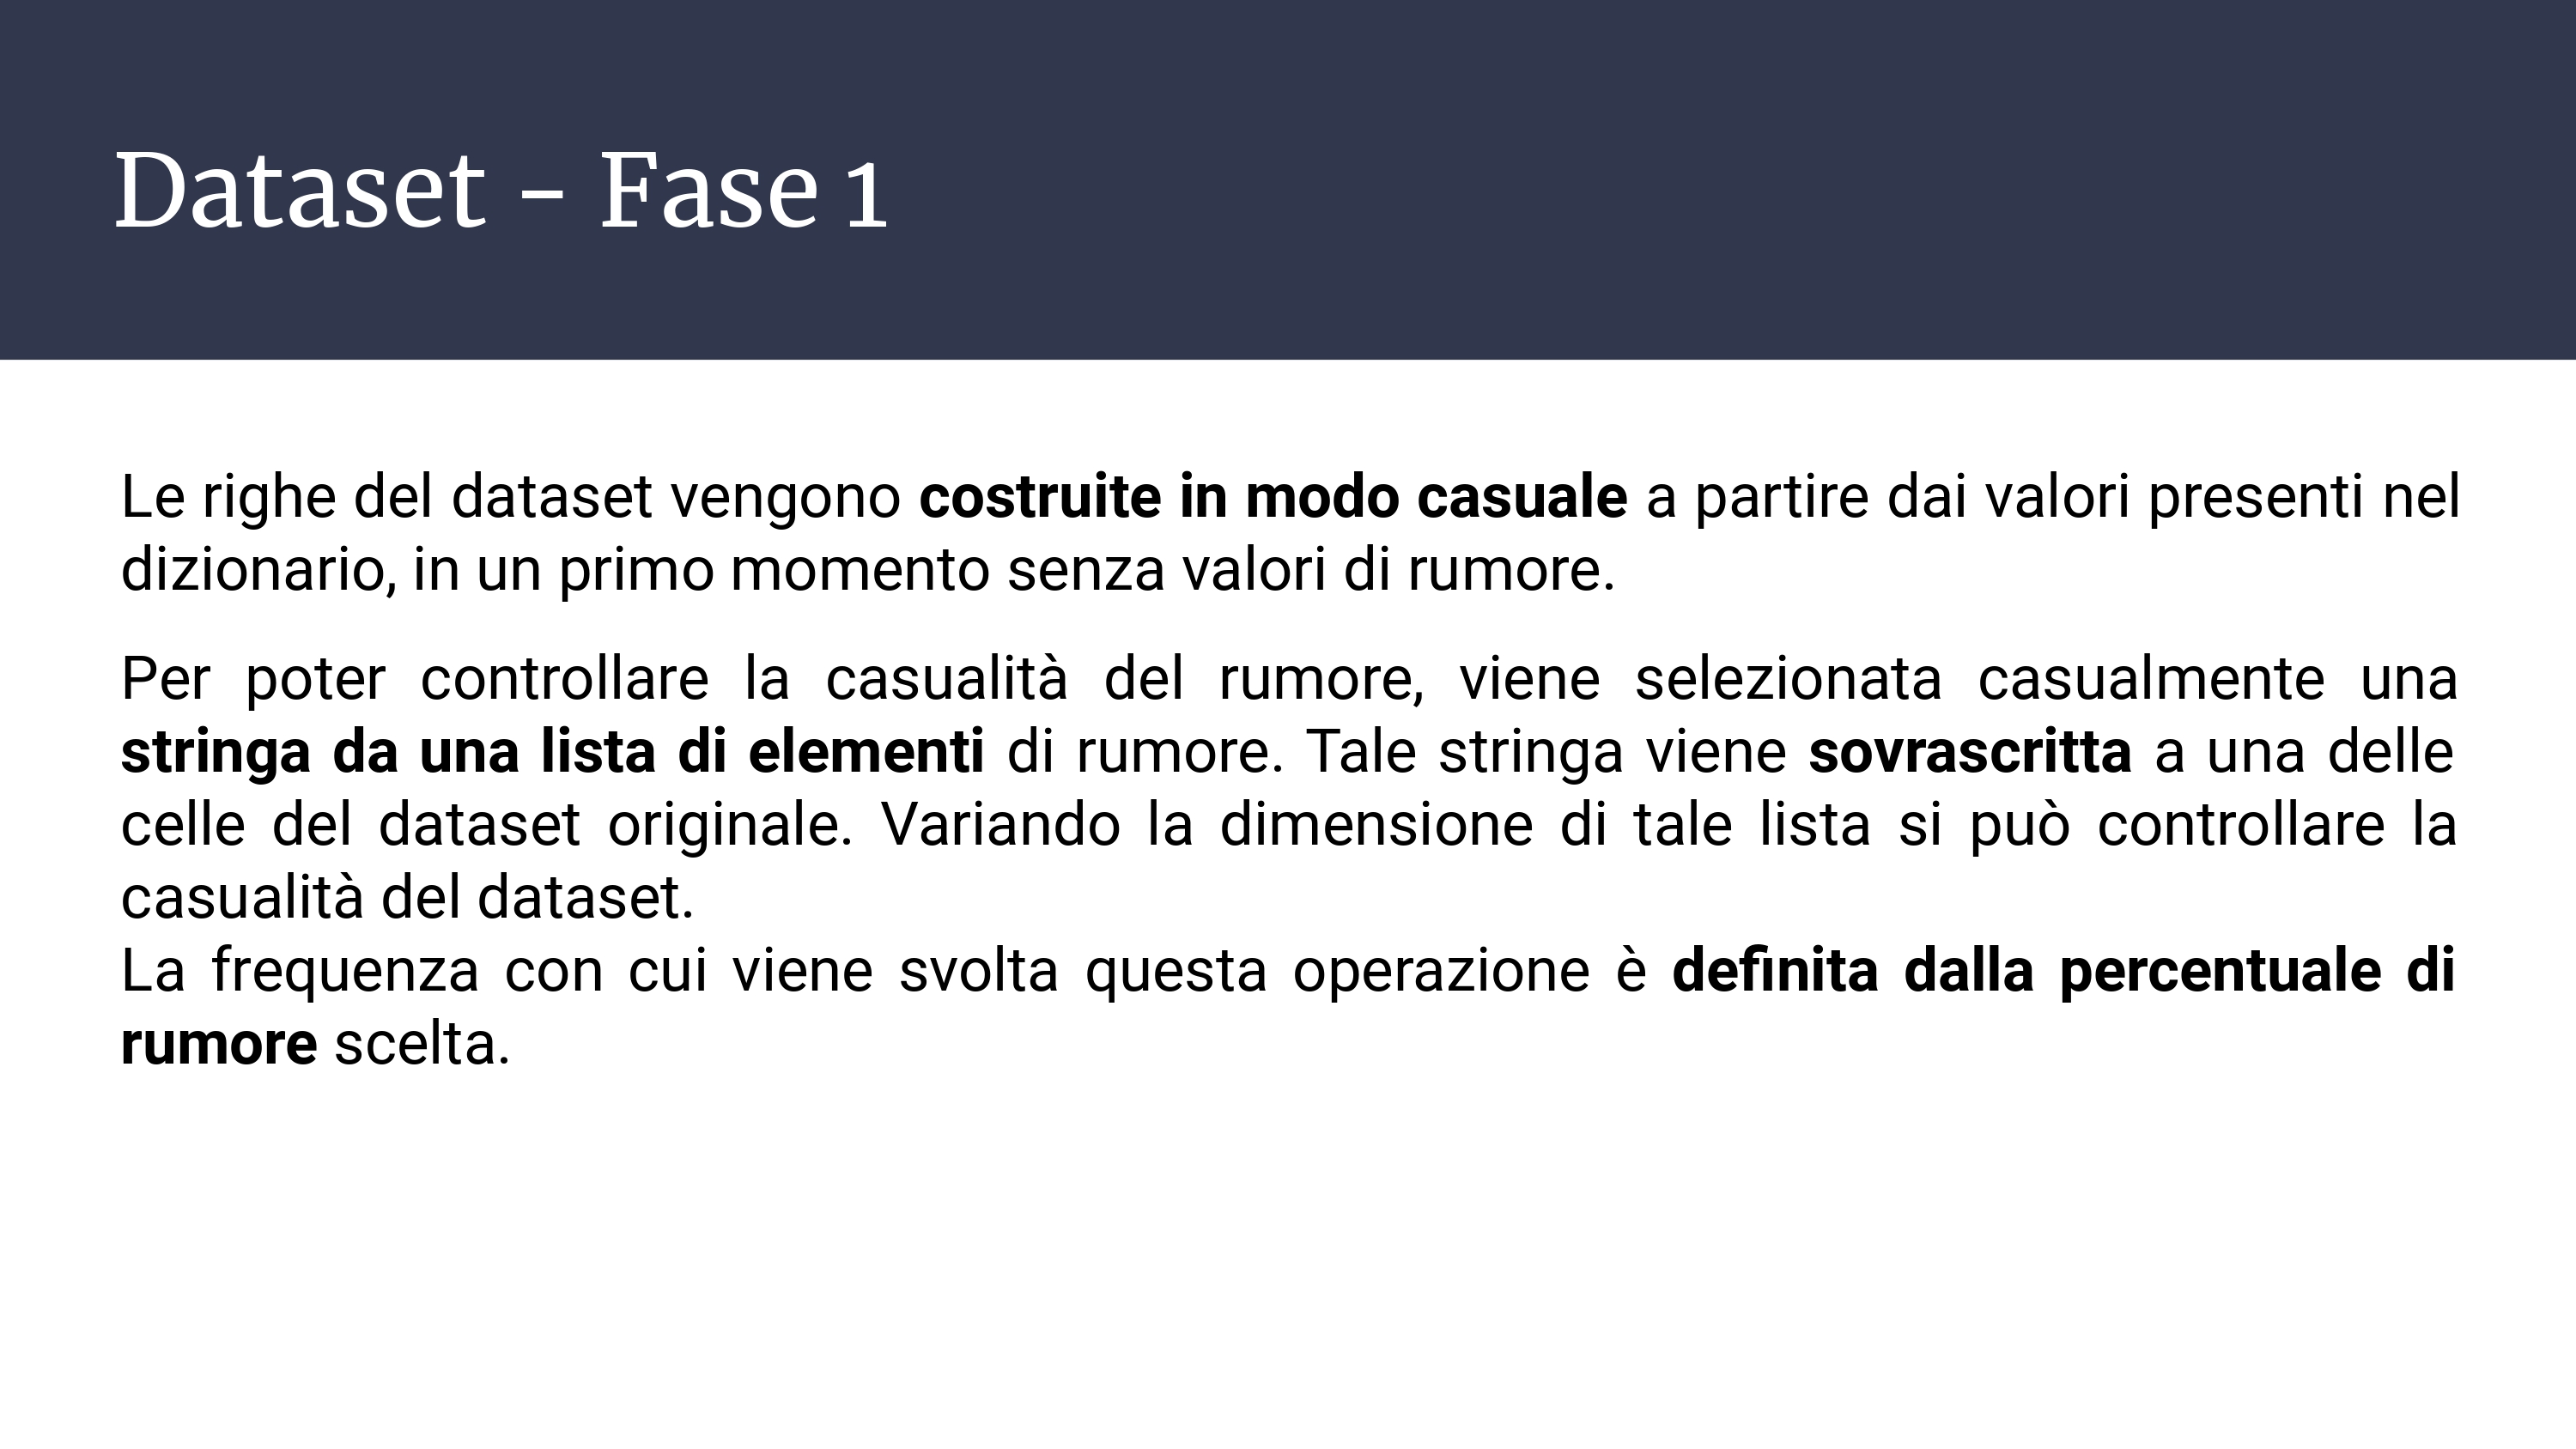 Dataset - Fase 1
Le righe del dataset vengono costruite in modo casuale a partire dai valori presenti nel
dizionario, in un primo momento senza valori di rumore.
Per poter controllare la casualità del rumore, viene selezionata casualmente una
stringa da una lista di elementi di rumore. Tale stringa viene sovrascritta a una delle
celle del dataset originale. Variando la dimensione di tale lista si può controllare la
casualità del dataset.
La frequenza con cui viene svolta questa operazione è definita dalla percentuale di
rumore scelta.